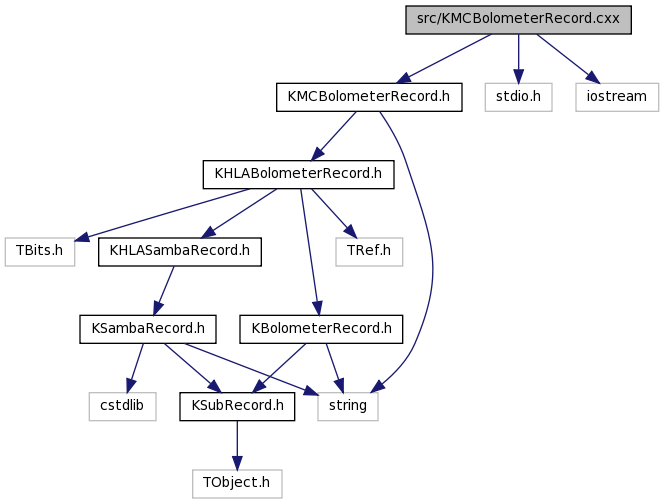 src/KMCBolometerRecord.cxx
KMCBolometerRecord.h
stdio.h
iostream
KHLABolometerRecord.h
TBits.h
KHLASambaRecord.h
TRef.h
KSambaRecord.h
KBolometerRecord.h
cstdlib
KSubRecord.h
string
TObject.h